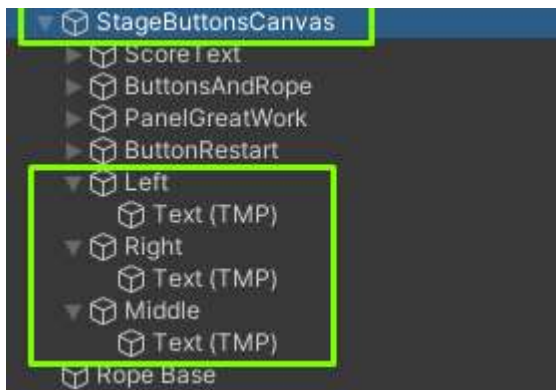 StageButtonsCanvas
ScoreText
ButtonsAndRope
PanelGreatWork
ButtonRestart
Left
Text (TMP)
Right
Text (TMP)
Middle
Text (TMP)
Rope Base